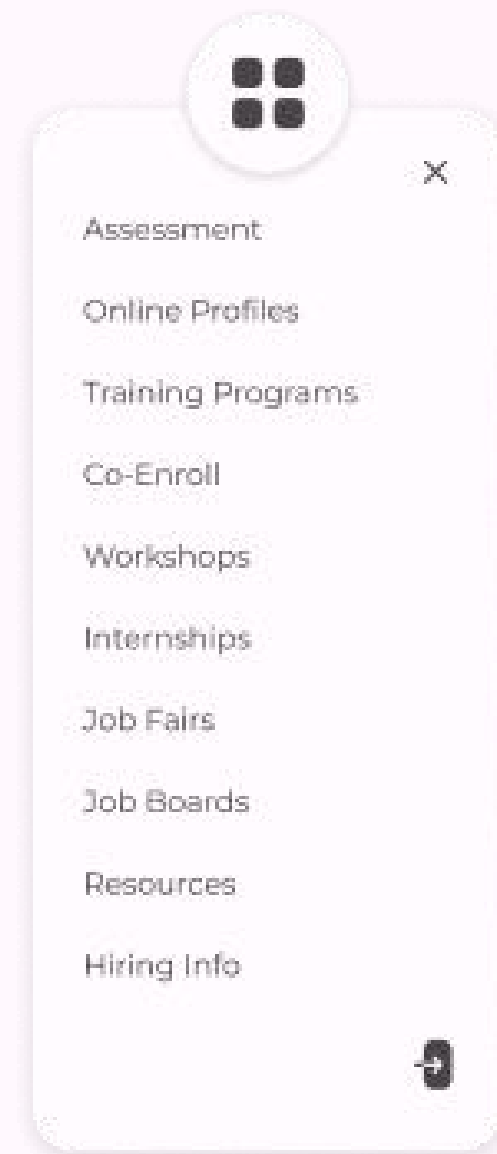 Assessment
Online Profiles
Training Programs
Co-Enroll
Workshops
Internships
Job Fairs
Job Boards
Resources
Hiring Info